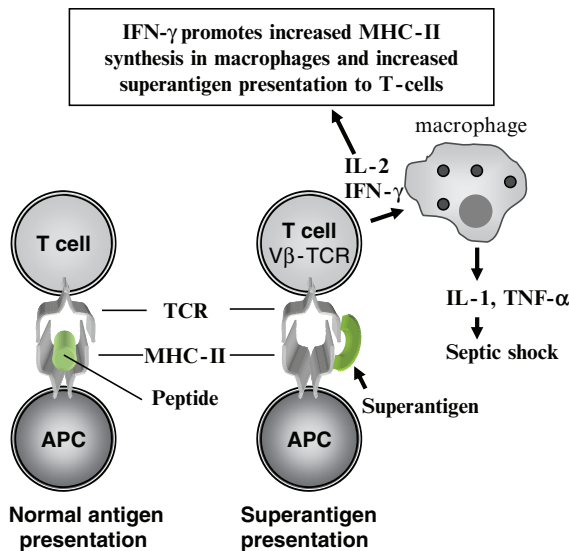 IFN-γ promotes increased MHC-II
synthesis in macrophages and increased
superantigen presentation to T-cells
macrophage
IL-2
IFN-γ
T cell
T cell
Vβ-TCR
TCR
IL-1, TNF-α
MHC-II
Septic shock
Peptide
Superantigen
APC
APC
Normal antigen
presentation
Superantigen
presentation